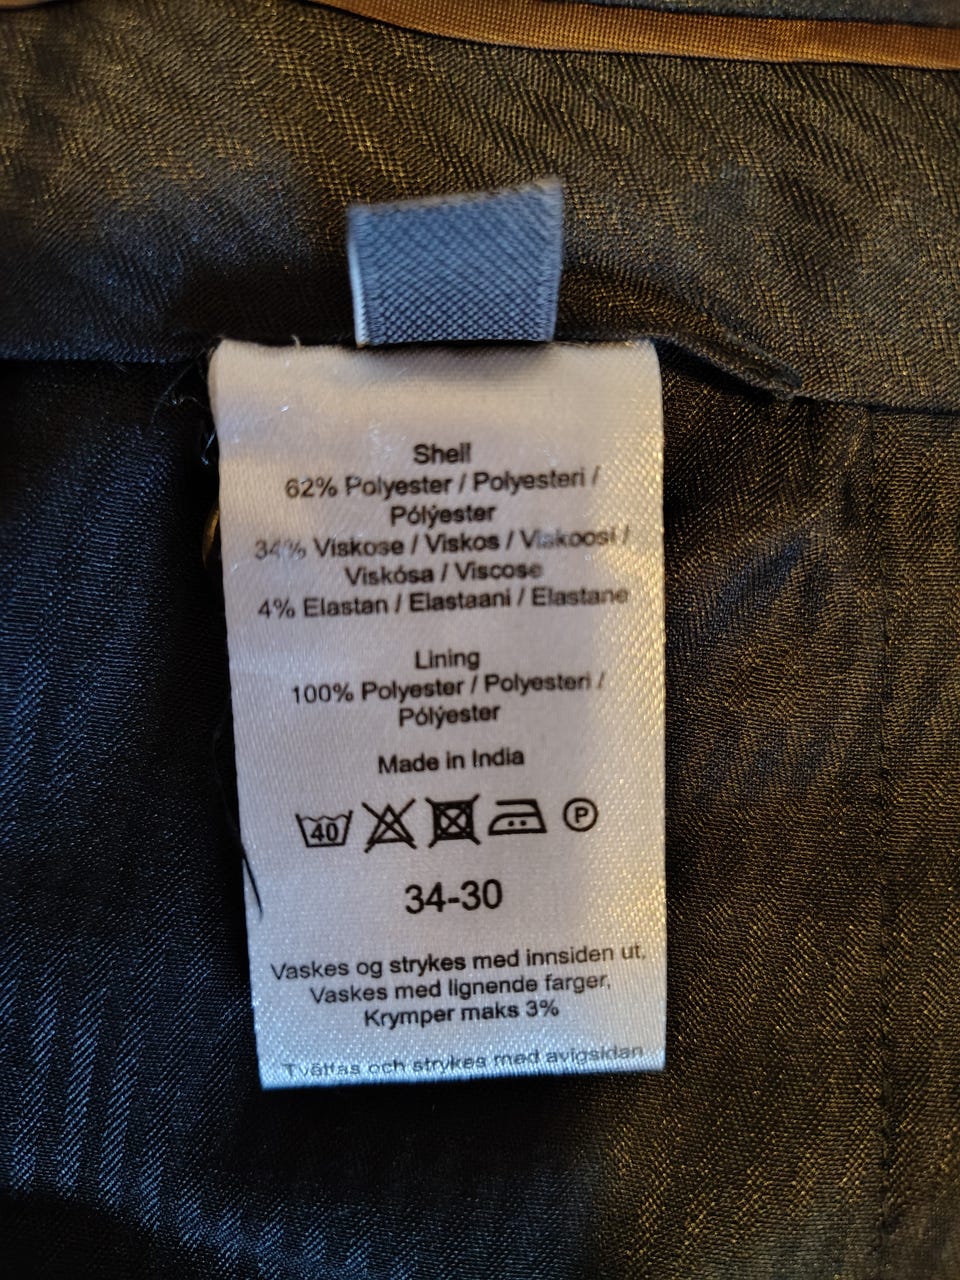 Shell
62% Polyester / Polyesteri /
Pólýester
34% Viskose / Viskos / Viskoosi /
Viskósa / Viscose
4% Elastan / Elastaani / Elastane
Lining
100% Polyester / Polyesteri /
Pólýester
Made in India
40 P
34-30
Vaskes og strykes med innsiden ut,
Vaskes med lignende farger,
Krymper maks 3%
Tvättas och strykes med avigsidan